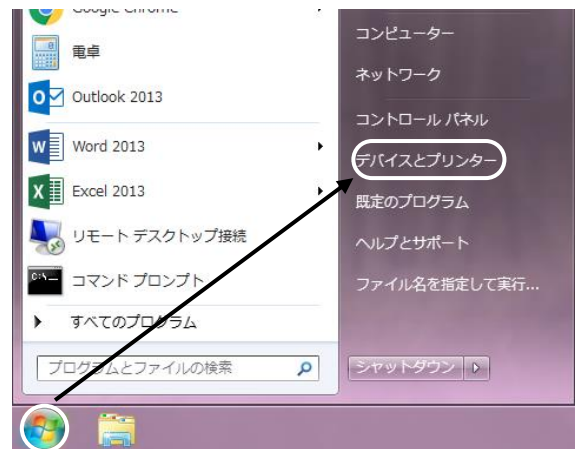 Google Chrome
電卓
Outlook 2013
Word 2013
Excel 2013
リモート デスクトップ接続
コマンド プロンプト
すべてのプログラム
プログラムとファイルの検索
コンピューター
ネットワーク
コントロール パネル
デバイスとプリンター
既定のプログラム
ヘルプとサポート
ファイル名を指定して実行...
シャットダウン